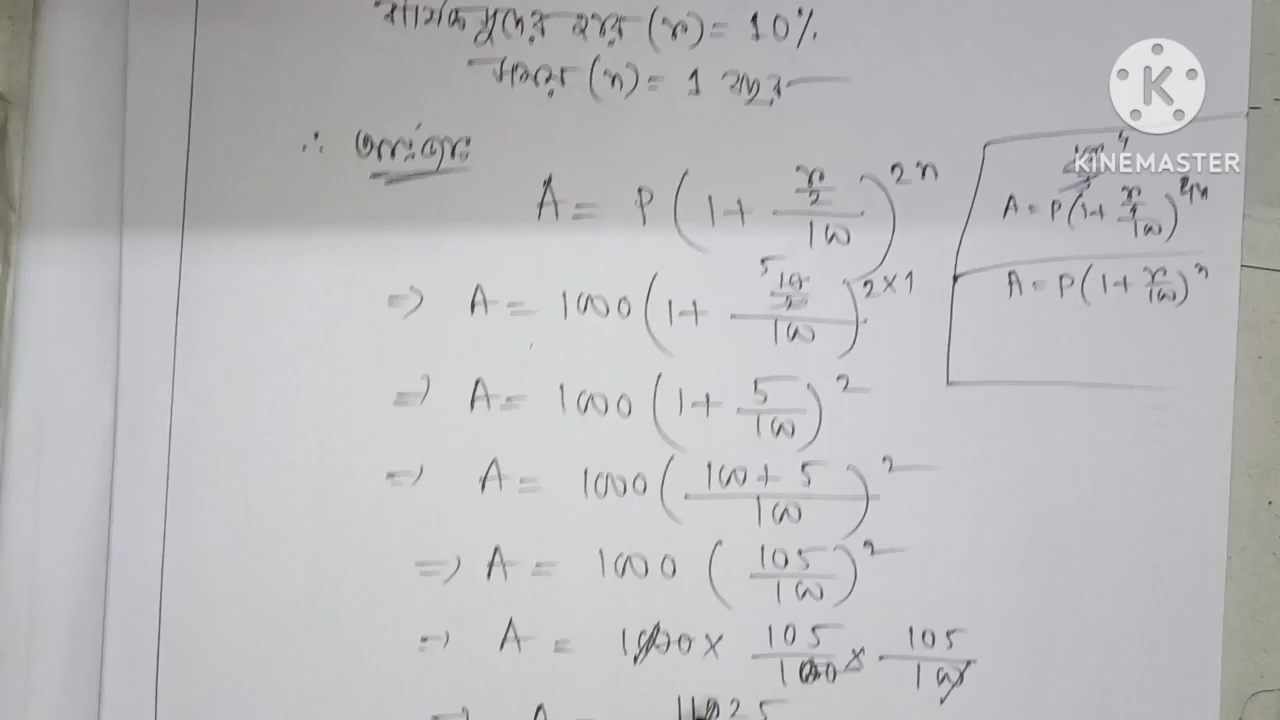 (r) = 10%
সময় (n) = 1 বছর
∴
A = P(1 + (r/2)/100)^2n
⇒ A = 1000(1 + (10/2)/100)^2×1
⇒ A = 1000(1 + 5/100)^2
⇒ A = 1000((100+5)/100)^2
⇒ A = 1000(105/100)^2
⇒ A = 1000 × 105/100 × 105/100
⇒ A = 11025
A = P(1 + (r/4)/100)^4n
A = P(1 + r/100)^n
K
KINEMASTER